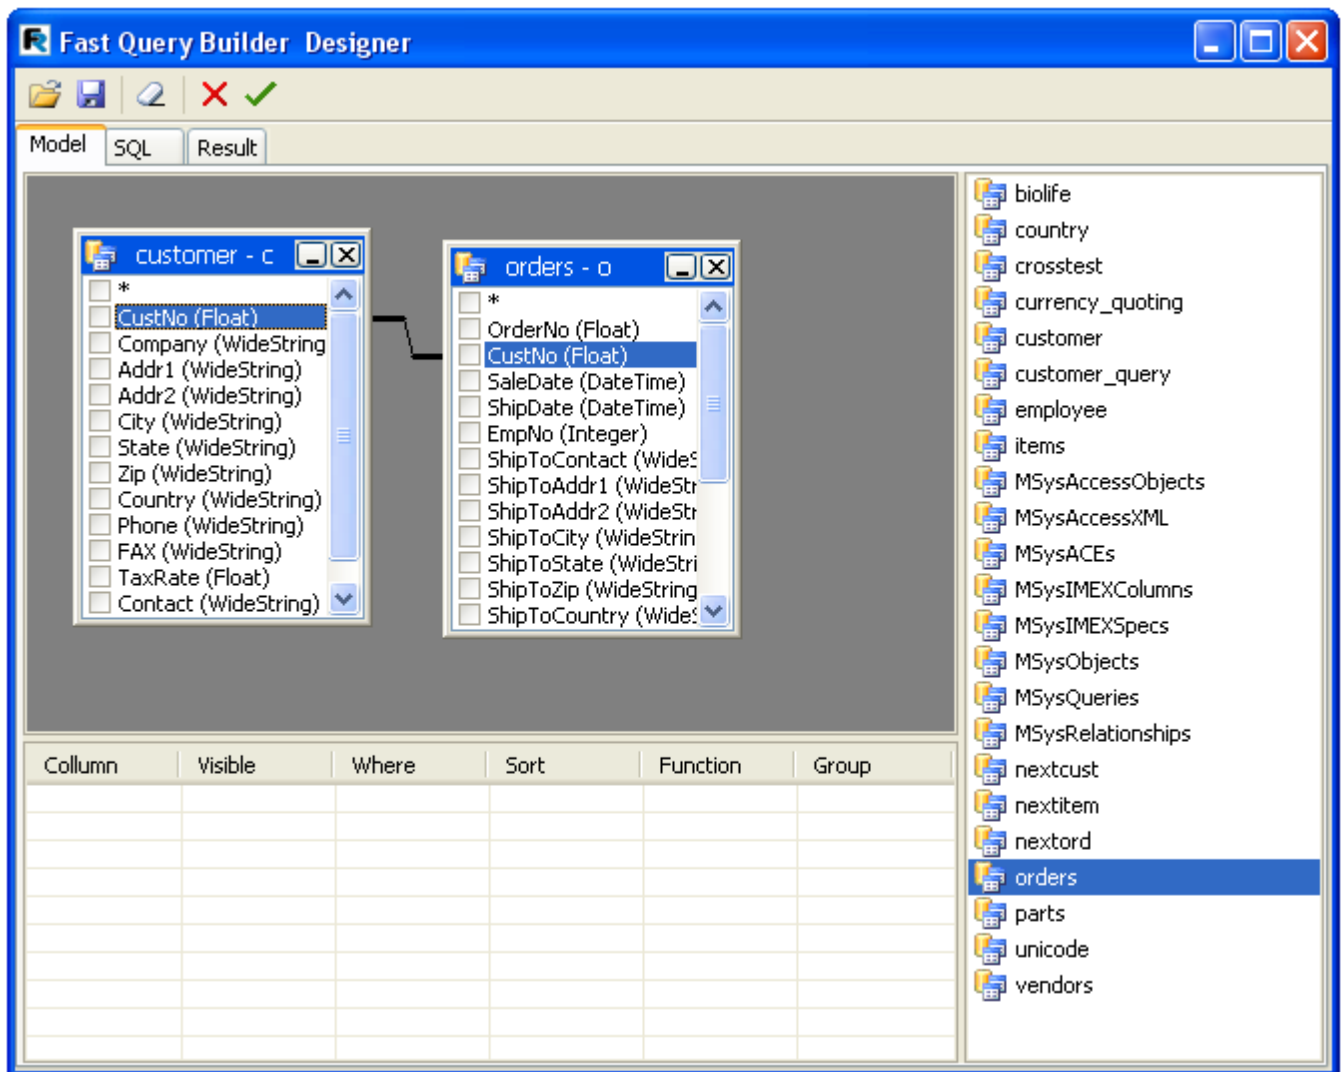 Fast Query Builder Designer
Model SQL Result
customer - c
*
CustNo (Float)
Company (WideString
Addr1 (WideString)
Addr2 (WideString)
City (WideString)
State (WideString)
Zip (WideString)
Country (WideString)
Phone (WideString)
FAX (WideString)
TaxRate (Float)
Contact (WideString)
orders - o
*
OrderNo (Float)
CustNo (Float)
SaleDate (DateTime)
ShipDate (DateTime)
EmpNo (Integer)
ShipToContact (WideS
ShipToAddr1 (WideStr
ShipToAddr2 (WideStr
ShipToCity (WideStrin
ShipToState (WideStri
ShipToZip (WideString
ShipToCountry (WideS
Collumn Visible Where Sort Function Group
biolife
country
crosstest
currency_quoting
customer
customer_query
employee
items
MSysAccessObjects
MSysAccessXML
MSysACEs
MSysIMEXColumns
MSysIMEXSpecs
MSysObjects
MSysQueries
MSysRelationships
nextcust
nextitem
nextord
orders
parts
unicode
vendors